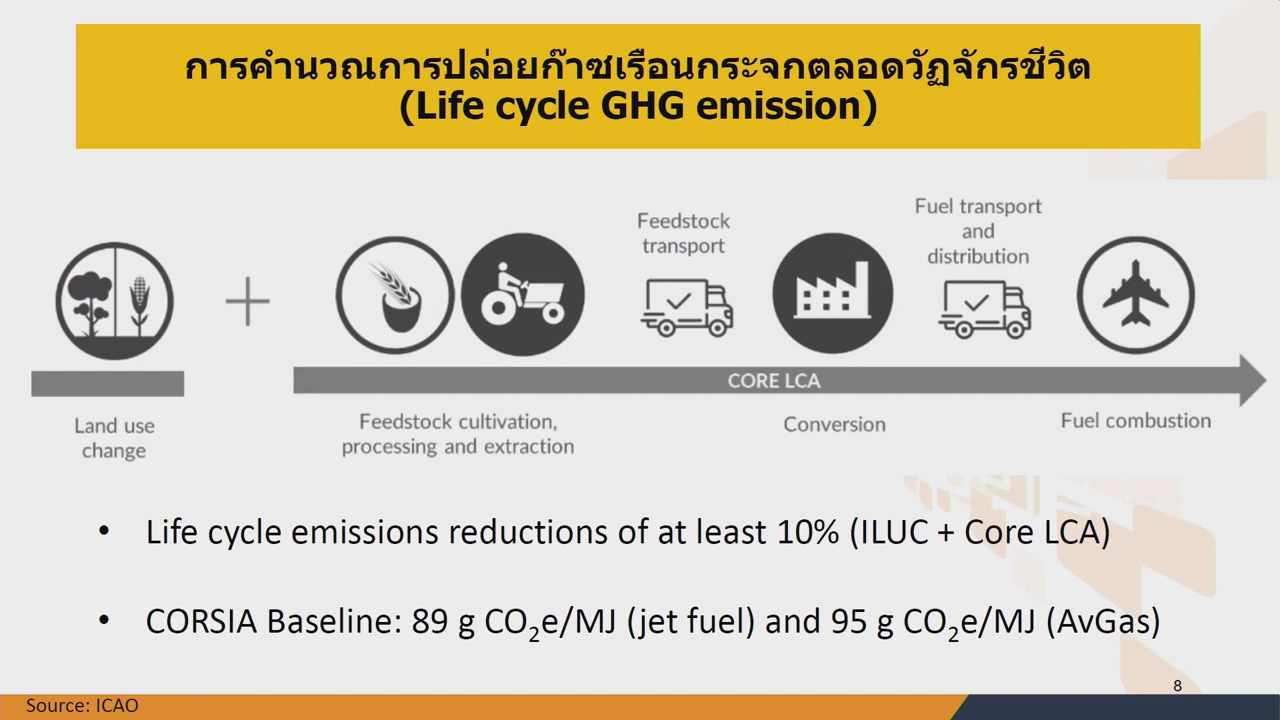 การคำนวณการปล่อยก๊าซเรือนกระจกตลอดวัฏจักรชีวิต
(Life cycle GHG emission)
Feedstock
transport
Fuel transport
and
distribution
CORE LCA
Land use
change
Feedstock cultivation,
processing and extraction
Conversion
Fuel combustion
• Life cycle emissions reductions of at least 10% (ILUC + Core LCA)
• CORSIA Baseline: 89 g CO₂e/MJ (jet fuel) and 95 g CO₂e/MJ (AvGas)
8
Source: ICAO